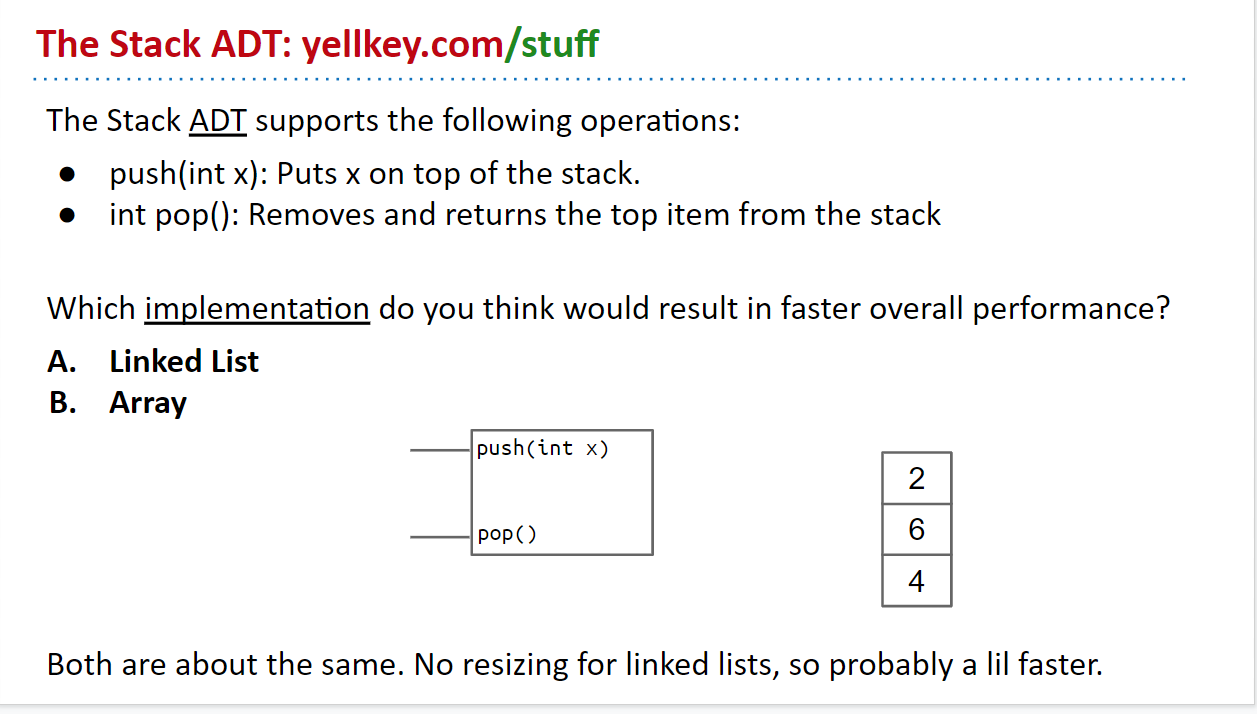 The Stack ADT: yellkey.com/stuff
The Stack ADT supports the following operations:
● push(int x): Puts x on top of the stack.
● int pop(): Removes and returns the top item from the stack
Which implementation do you think would result in faster overall performance?
A. Linked List
B. Array
push(int x)
pop()
2
6
4
Both are about the same. No resizing for linked lists, so probably a lil faster.